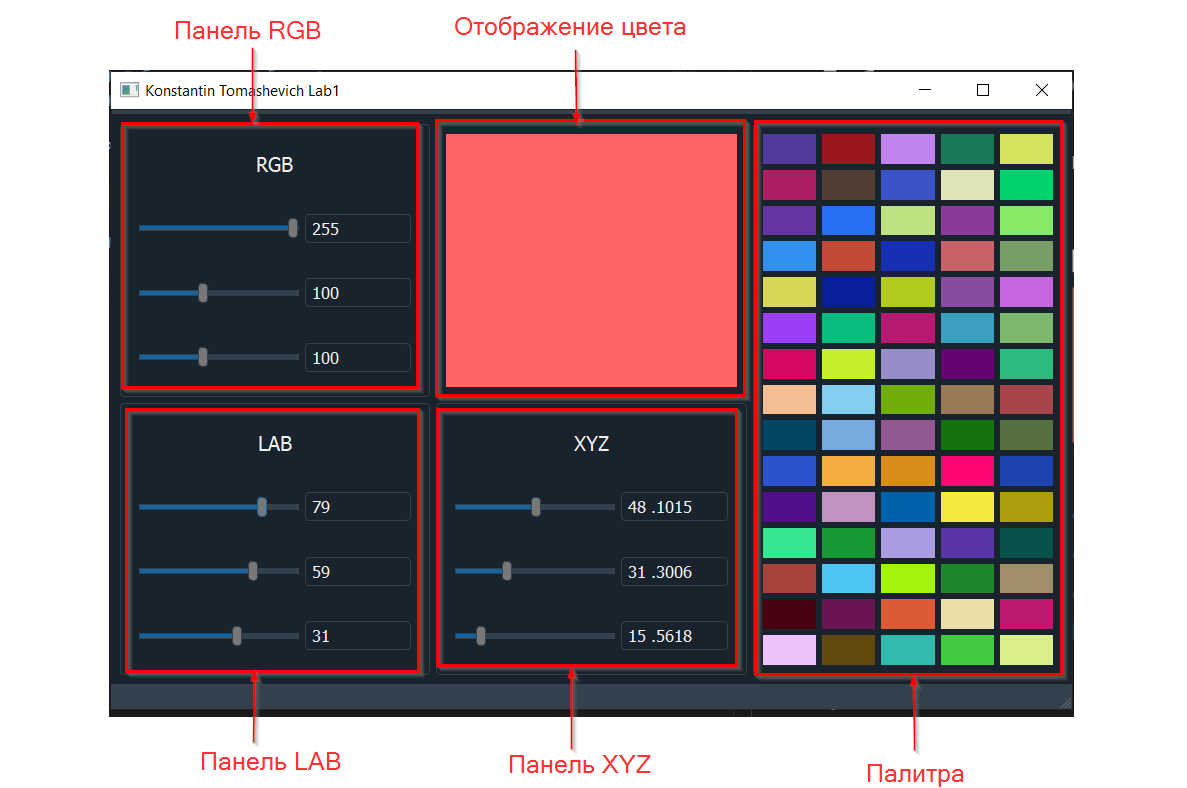 Панель RGB
Отображение цвета
Konstantin Tomashevich Lab1
RGB
255
100
100
LAB
79
59
31
XYZ
48 .1015
31 .3006
15 .5618
Панель LAB
Панель XYZ
Палитра